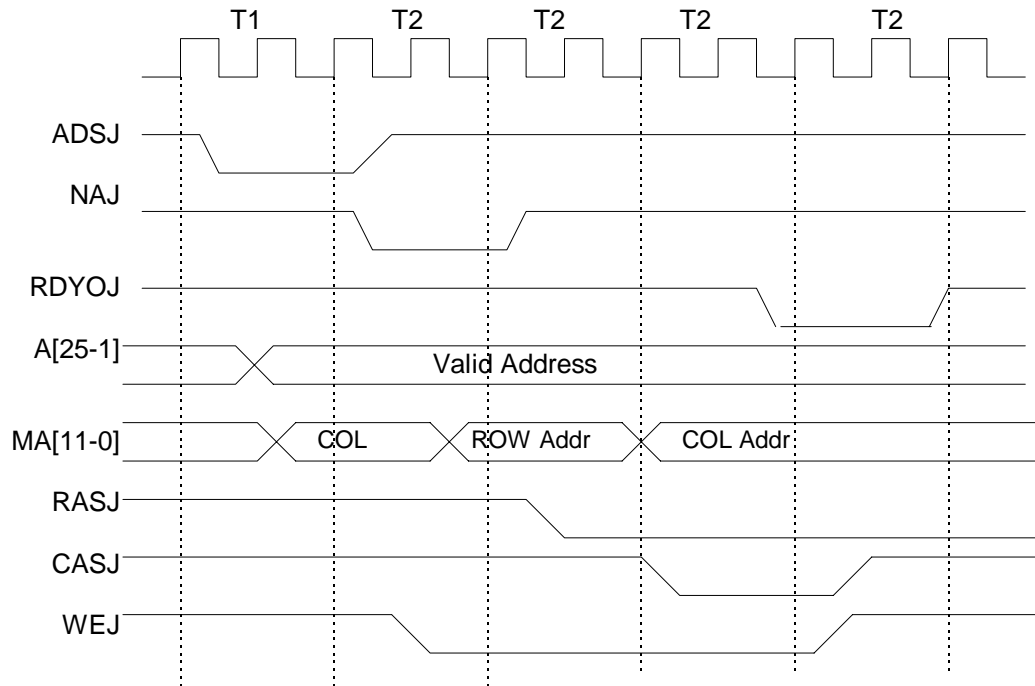 T1 T2 T2 T2 T2
ADSJ
NAJ
RDYOJ
A[25-1] Valid Address
MA[11-0] COL ROW Addr COL Addr
RASJ
CASJ
WEJ